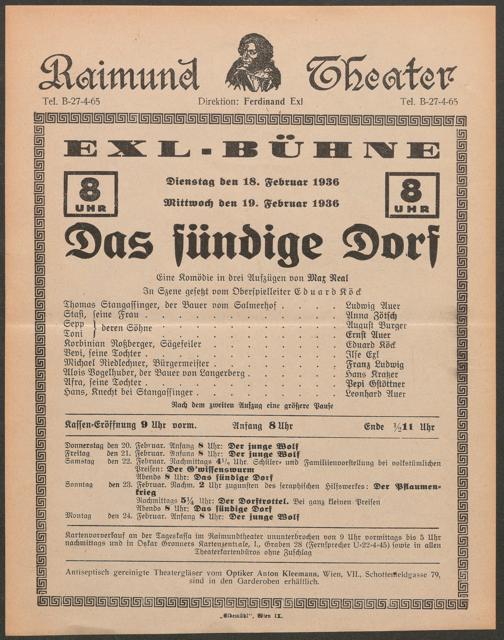 Raimund Theater
Tel. B-27-4-65 Direktion: Ferdinand Exl Tel. B-27-4-65
EXL-BÜHNE
8 UHR
Dienstag den 18. Februar 1936
Mittwoch den 19. Februar 1936
8 UHR
Das sündige Dorf
Eine Komödie in drei Aufzügen von Max Neal
In Szene gesetzt vom Oberspielleiter Eduard Köck
Thomas Stangassinger, der Bauer vom Salmerhof . . . . Ludwig Auer
Stasi, seine Frau . . . . Anna Zötsch
Sepp } deren Söhne . . . . August Burger
Toni } . . . . Ernst Auer
Korbinian Roßberger, Sägefeiler . . . . Eduard Köck
Vevi, seine Tochter . . . . Ilse Exl
Michael Riedlechner, Bürgermeister . . . . Franz Ludwig
Alois Vogelhuber, der Bauer von Langerberg . . . . Hans Kratzer
Afra, seine Tochter . . . . Pepi Gstöttner
Hans, Knecht bei Stangassinger . . . . Leonhard Auer
Nach dem zweiten Aufzug eine größere Pause
Kassen-Eröffnung 9 Uhr vorm. Anfang 8 Uhr Ende ½11 Uhr
Donnerstag den 20. Februar. Anfang 8 Uhr: Der junge Wolf
Freitag den 21. Februar. Anfang 8 Uhr: Der junge Wolf
Samstag den 22. Februar. Nachmittags Uhr. Schüler- und Familienvorstellung bei volkstümlichen
Preisen: Der G'wissenswurm
Abends 8 Uhr: Das sündige Dorf
Sonntag den 23. Februar. Nachm. 2 Uhr zugunsten des seraphischen Hilfswerkes: Der Pflaumen-
krieg
Nachmittags 5¼ Uhr: Der Dorftrottel. Bei ganz kleinen Preisen
Abends 8 Uhr: Das sündige Dorf
Montag den 24. Februar. Anfang 8 Uhr: Der junge Wolf
Kartenvorverkauf an der Tageskassa im Raimundtheater ununterbrochen von 9 Uhr vormittags bis 5 Uhr
nachmittags und in Oskar Gronners Kartenzentrale, I., Graben 28 (Fernsprecher U-22-4-45) sowie in allen
Theaterkartenbüros ohne Zuschlag
Antiseptisch gereinigte Theatergläser vom Optiker Anton Kleemann, Wien, VII., Schottenfeldgasse 79,
sind in den Garderoben erhältlich.
„Elbemühl", Wien IX.